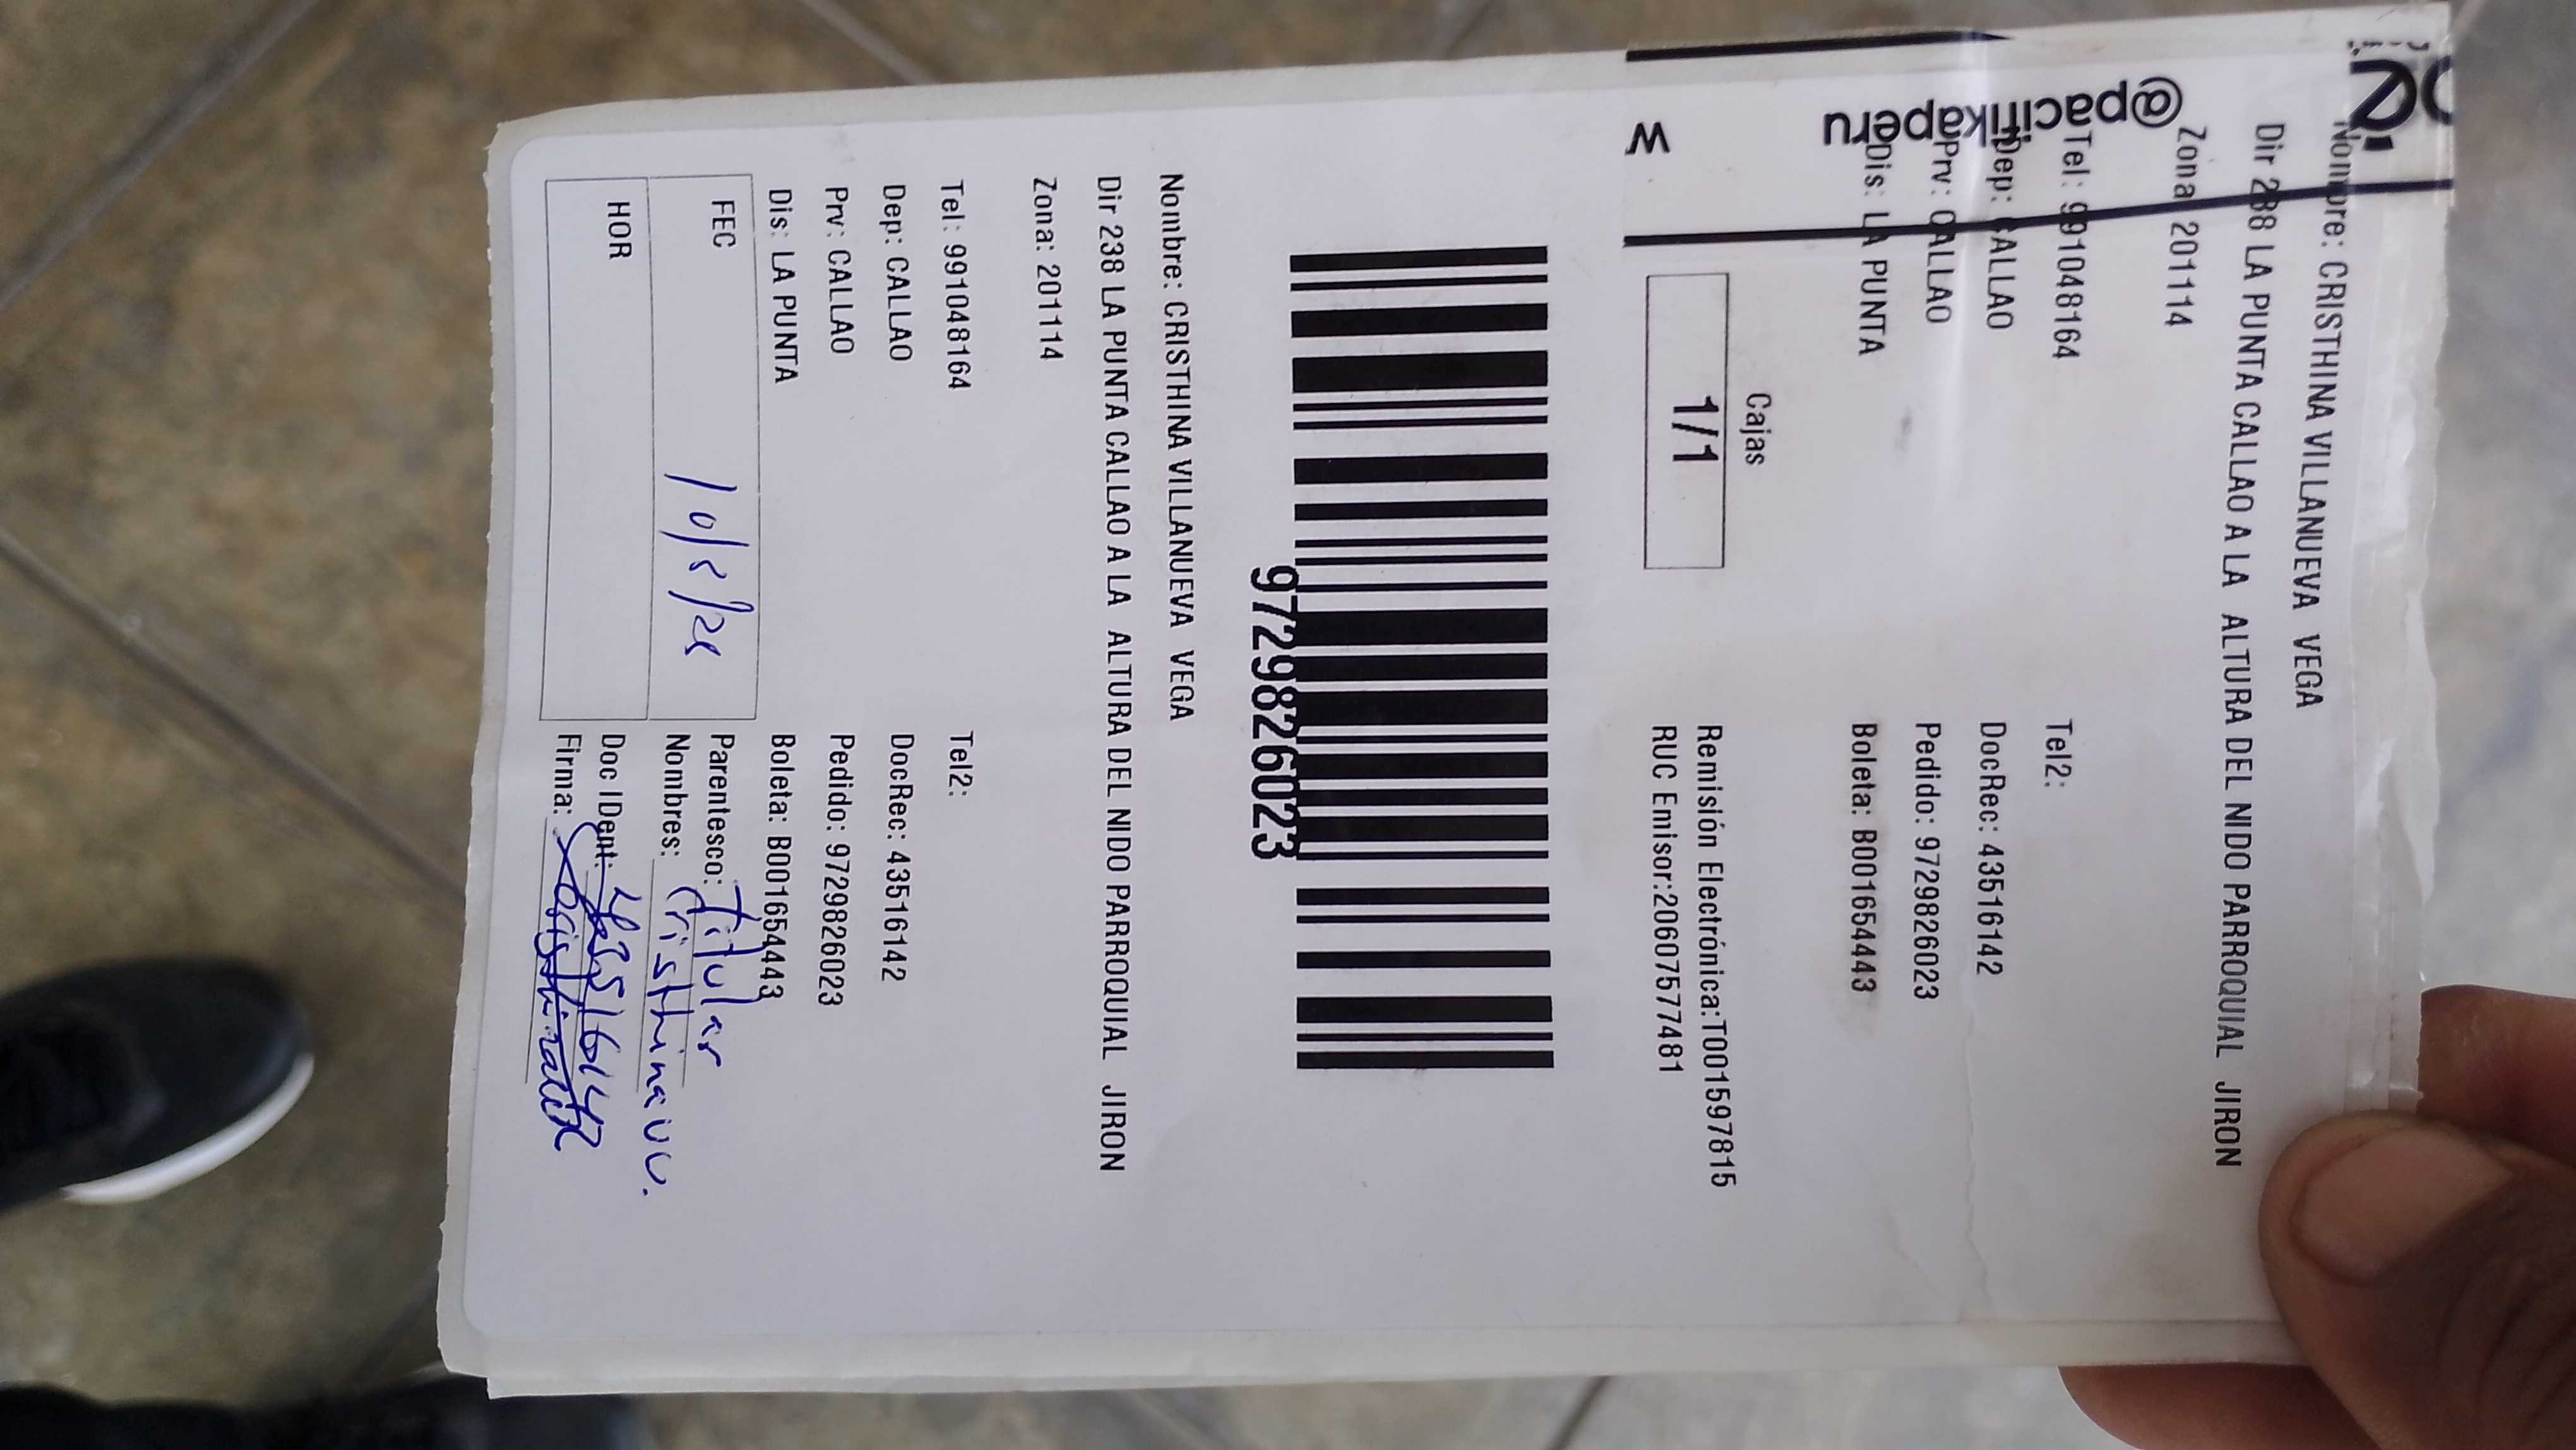 Nombre: CRISTHINA VILLANUEVA VEGA
Dir 238 LA PUNTA CALLAO A LA ALTURA DEL NIDO PARROQUIAL JIRON
Zona: 201114
@pacifikaperu
Tel: 991048164 Tel2:
Dep: CALLAO DocRec: 43516142
Prv: CALLAO Pedido: 9729826023
Dis: LA PUNTA Boleta: B001654443
M
Cajas
1/1
Remisión Electrónica:T001597815
RUC Emisor:20607577481
9729826023
Nombre: CRISTHINA VILLANUEVA VEGA
Dir 238 LA PUNTA CALLAO A LA ALTURA DEL NIDO PARROQUIAL JIRON
Zona: 201114
Tel: 991048164 Tel2:
Dep: CALLAO DocRec: 43516142
Prv: CALLAO Pedido: 9729826023
Dis: LA PUNTA Boleta: B001654443
FEC Parentesco: Titular
Nombres: Cristhina V.V.
HOR Doc IDent: 43516142
Firma: